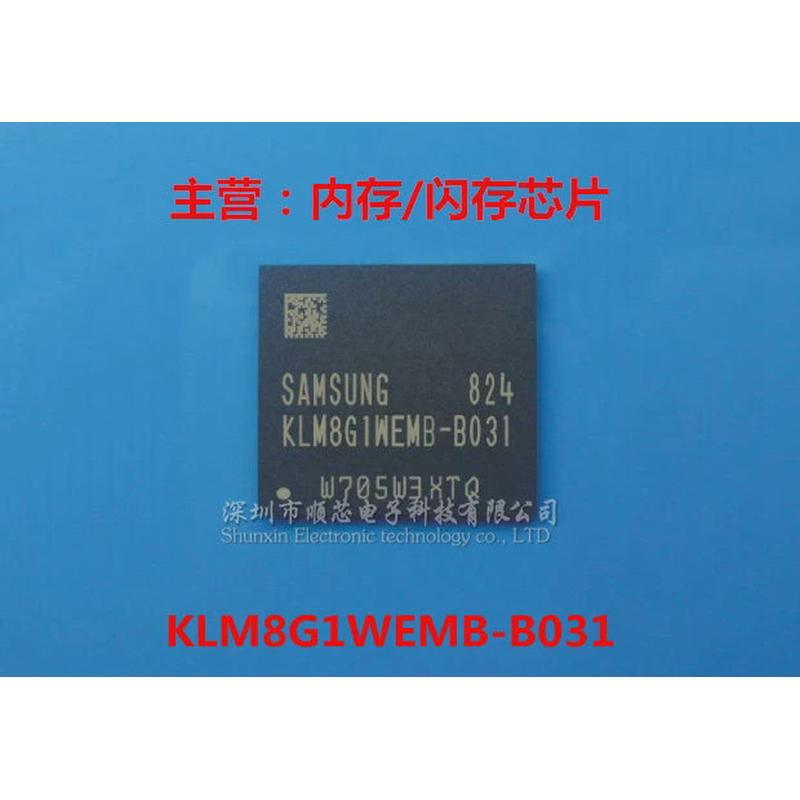 主营：内存/闪存芯片
SAMSUNG 824
KLM8G1WEMB-B031
W705W3XTQ
深圳市顺芯电子科技有限公司
Shunxin Electronic technology co., LTD
KLM8G1WEMB-B031